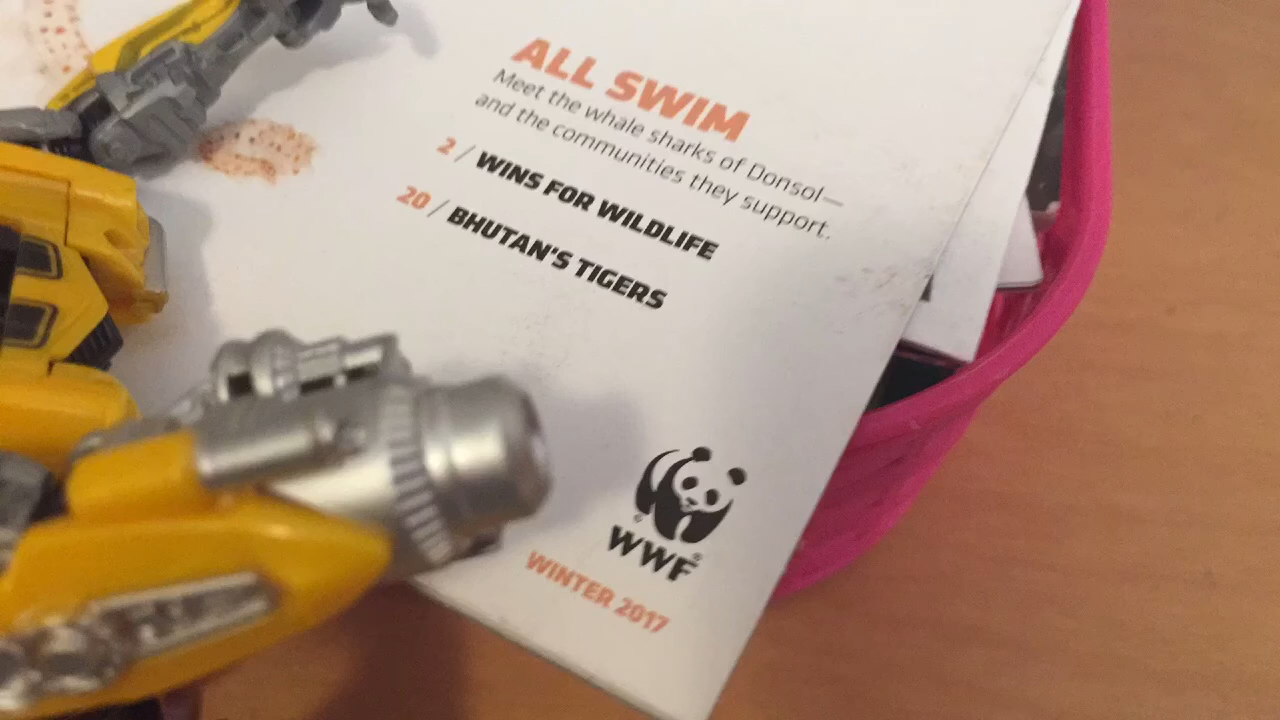 ALL SWIM
Meet the whale sharks of Donsol—
and the communities they support.
2 / WINS FOR WILDLIFE
20 / BHUTAN'S TIGERS
WWF®
WINTER 2017